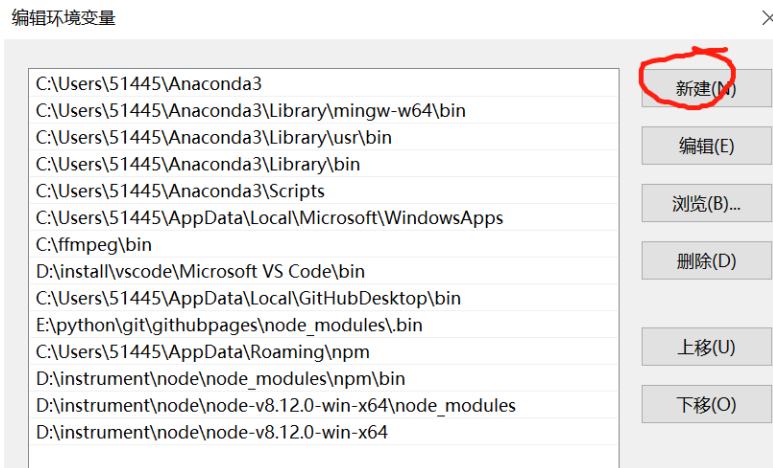 编辑环境变量
C:\Users\51445\Anaconda3
C:\Users\51445\Anaconda3\Library\mingw-w64\bin
C:\Users\51445\Anaconda3\Library\usr\bin
C:\Users\51445\Anaconda3\Library\bin
C:\Users\51445\Anaconda3\Scripts
C:\Users\51445\AppData\Local\Microsoft\WindowsApps
C:\ffmpeg\bin
D:\install\vscode\Microsoft VS Code\bin
C:\Users\51445\AppData\Local\GitHubDesktop\bin
E:\python\git\githubpages\node_modules\.bin
C:\Users\51445\AppData\Roaming\npm
D:\instrument\node\node_modules\npm\bin
D:\instrument\node\node-v8.12.0-win-x64\node_modules
D:\instrument\node\node-v8.12.0-win-x64
新建(N)
编辑(E)
浏览(B)...
删除(D)
上移(U)
下移(O)